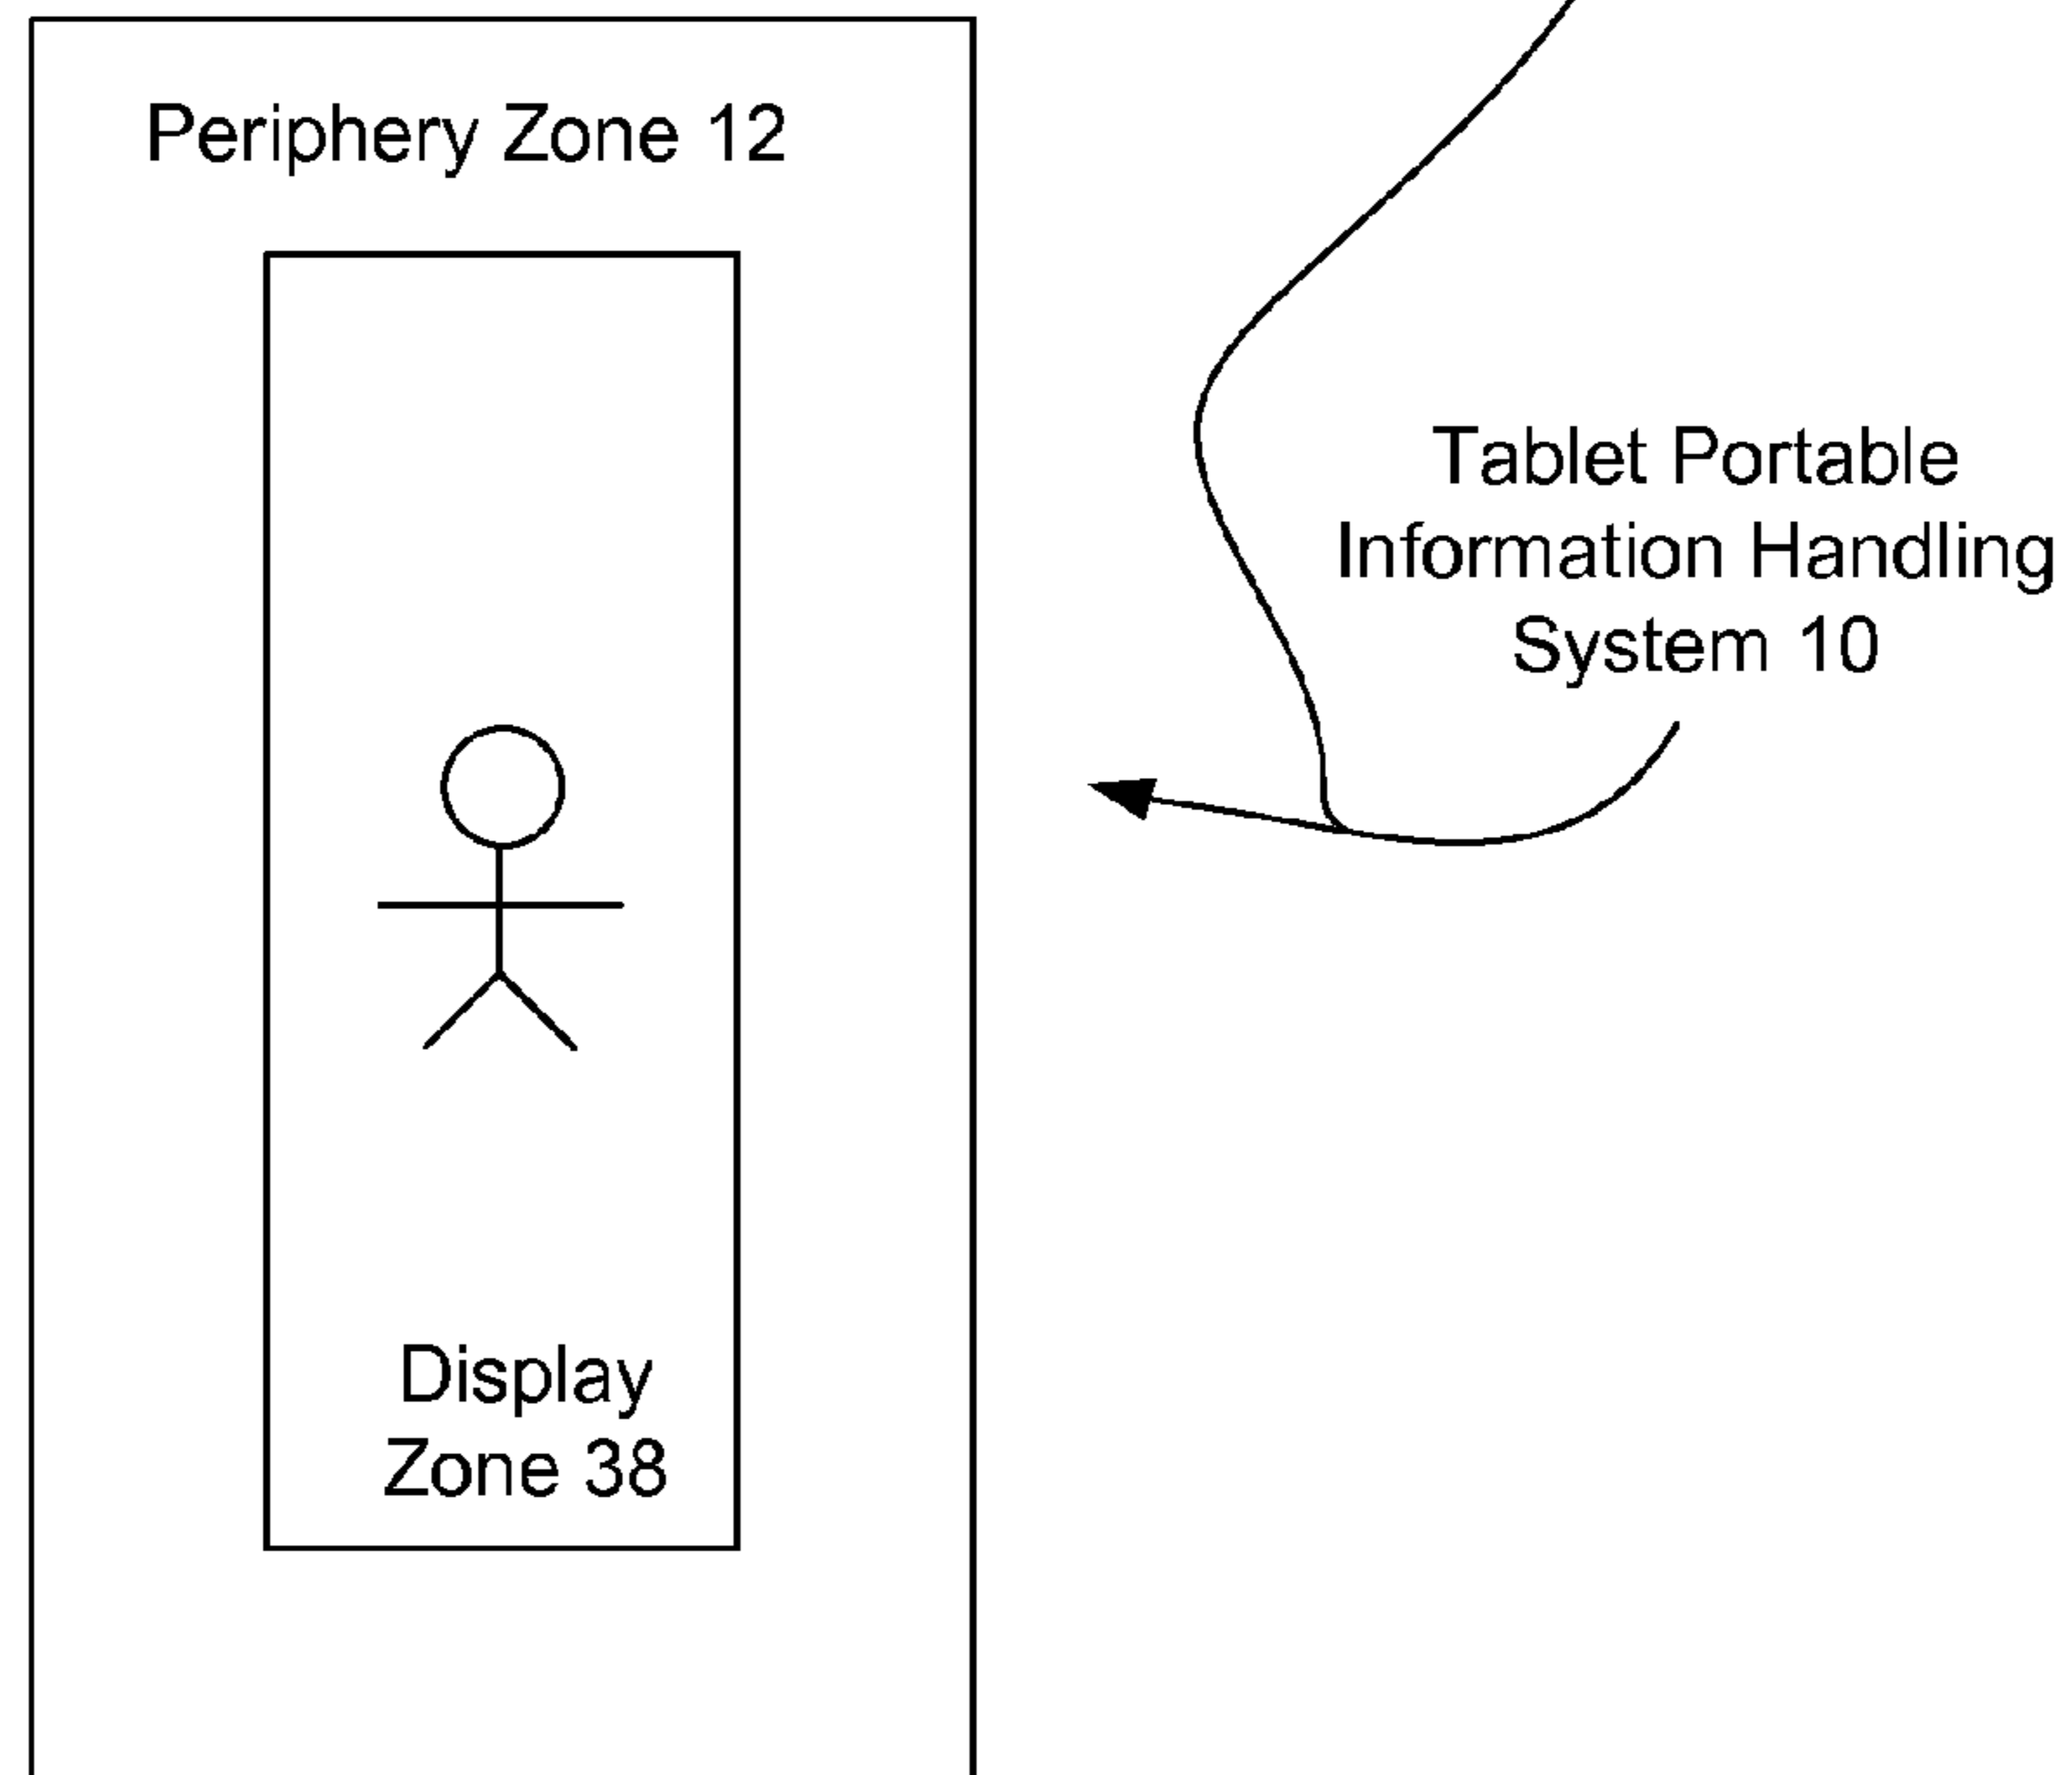 Periphery Zone 12
Tablet Portable
Information Handling
System 10
Display
Zone 38